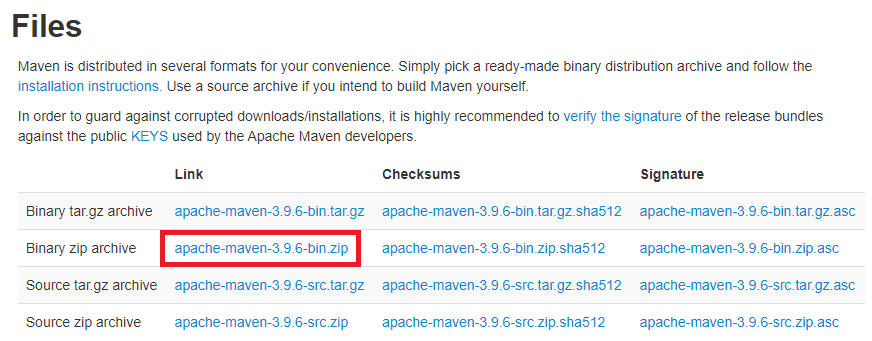 Files
Maven is distributed in several formats for your convenience. Simply pick a ready-made binary distribution archive and follow the
installation instructions. Use a source archive if you intend to build Maven yourself.
In order to guard against corrupted downloads/installations, it is highly recommended to verify the signature of the release bundles
against the public KEYS used by the Apache Maven developers.
Link Checksums Signature
Binary tar.gz archive apache-maven-3.9.6-bin.tar.gz apache-maven-3.9.6-bin.tar.gz.sha512 apache-maven-3.9.6-bin.tar.gz.asc
Binary zip archive apache-maven-3.9.6-bin.zip apache-maven-3.9.6-bin.zip.sha512 apache-maven-3.9.6-bin.zip.asc
Source tar.gz archive apache-maven-3.9.6-src.tar.gz apache-maven-3.9.6-src.tar.gz.sha512 apache-maven-3.9.6-src.tar.gz.asc
Source zip archive apache-maven-3.9.6-src.zip apache-maven-3.9.6-src.zip.sha512 apache-maven-3.9.6-src.zip.asc